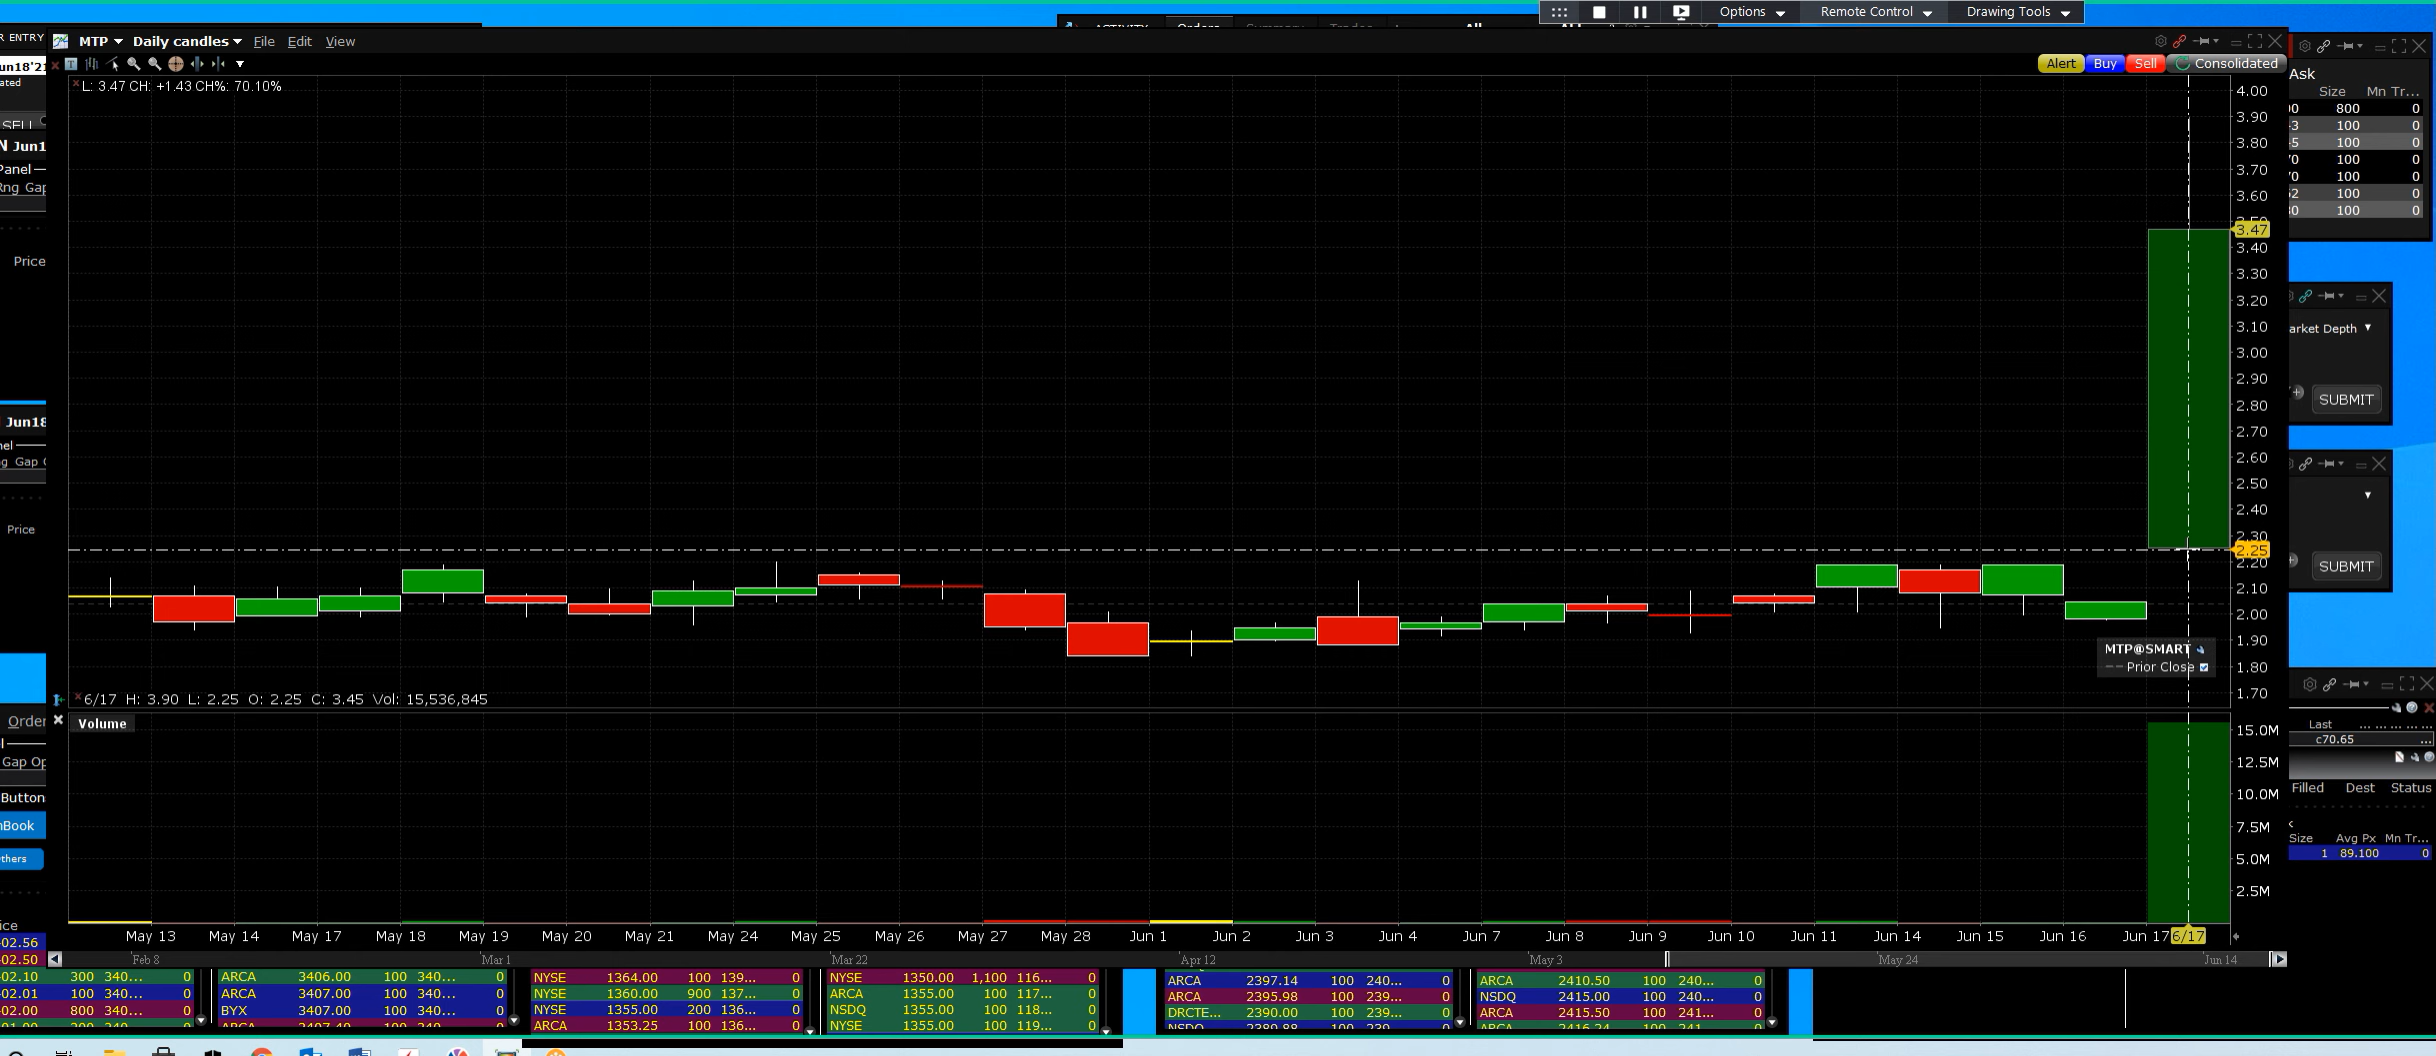 Options Remote Control Drawing Tools
R ENTRY MTP Daily candles File Edit View
Jun18'21
Alert Buy Sell Consolidated
L: 3.47 CH: +1.43 CH%: 70.10%
SELL
N Jun1
Panel
Rng Gap
Price
Jun18
Price
Ask
Size Mn Tr...
800 0
100 0
100 0
100 0
100 0
100 0
100 0
4.00
3.90
3.80
3.70
3.60
3.47
3.40
3.30
3.20
3.10
3.00
2.90
2.80
2.70
2.60
2.50
2.40
2.30
2.25
2.20
2.10
2.00
1.90
1.80
1.70
arket Depth
SUBMIT
SUBMIT
MTP@SMART
Prior Close
6/17 H: 3.90 L: 2.25 O: 2.25 C: 3.45 Vol: 15,536,845
Order
Volume
Gap Op
Buttons
Book
thers
15.0M
12.5M
10.0M
7.5M
5.0M
2.5M
Last
c70.65
Filled Dest Status
Size Avg Px Mn Tr...
1 89.100 0
May 13 May 14 May 17 May 18 May 19 May 20 May 21 May 24 May 25 May 26 May 27 May 28 Jun 1 Jun 2 Jun 3 Jun 4 Jun 7 Jun 8 Jun 9 Jun 10 Jun 11 Jun 14 Jun 15 Jun 16 Jun 17 6/17
Feb 8 Mar 1 Mar 22 Apr 12 May 3 May 24 Jun 14
02.56
02.50
02.10 300 340... 0 ARCA 3406.00 100 340... 0 NYSE 1364.00 100 139... 0 NYSE 1350.00 1,100 116... 0 ARCA 2397.14 100 240... 0 ARCA 2410.50 100 240... 0
02.01 100 340... 0 ARCA 3407.00 100 340... 0 NYSE 1360.00 900 137... 0 ARCA 1355.00 100 117... 0 ARCA 2395.98 100 239... 0 NSDQ 2415.00 100 240... 0
02.00 800 340... 0 BYX 3407.00 100 340... 0 NYSE 1355.00 200 136... 0 NSDQ 1355.00 100 118... 0 DRCTE... 2390.00 100 239... 0 ARCA 2415.50 100 241... 0
ARCA 1353.25 100 136... 0 NYSE 1355.00 100 119... 0